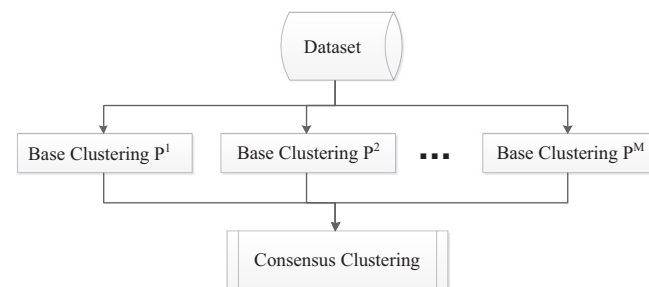 Dataset
Base Clustering P¹
Base Clustering P²
...
Base Clustering Pᴹ
Consensus Clustering